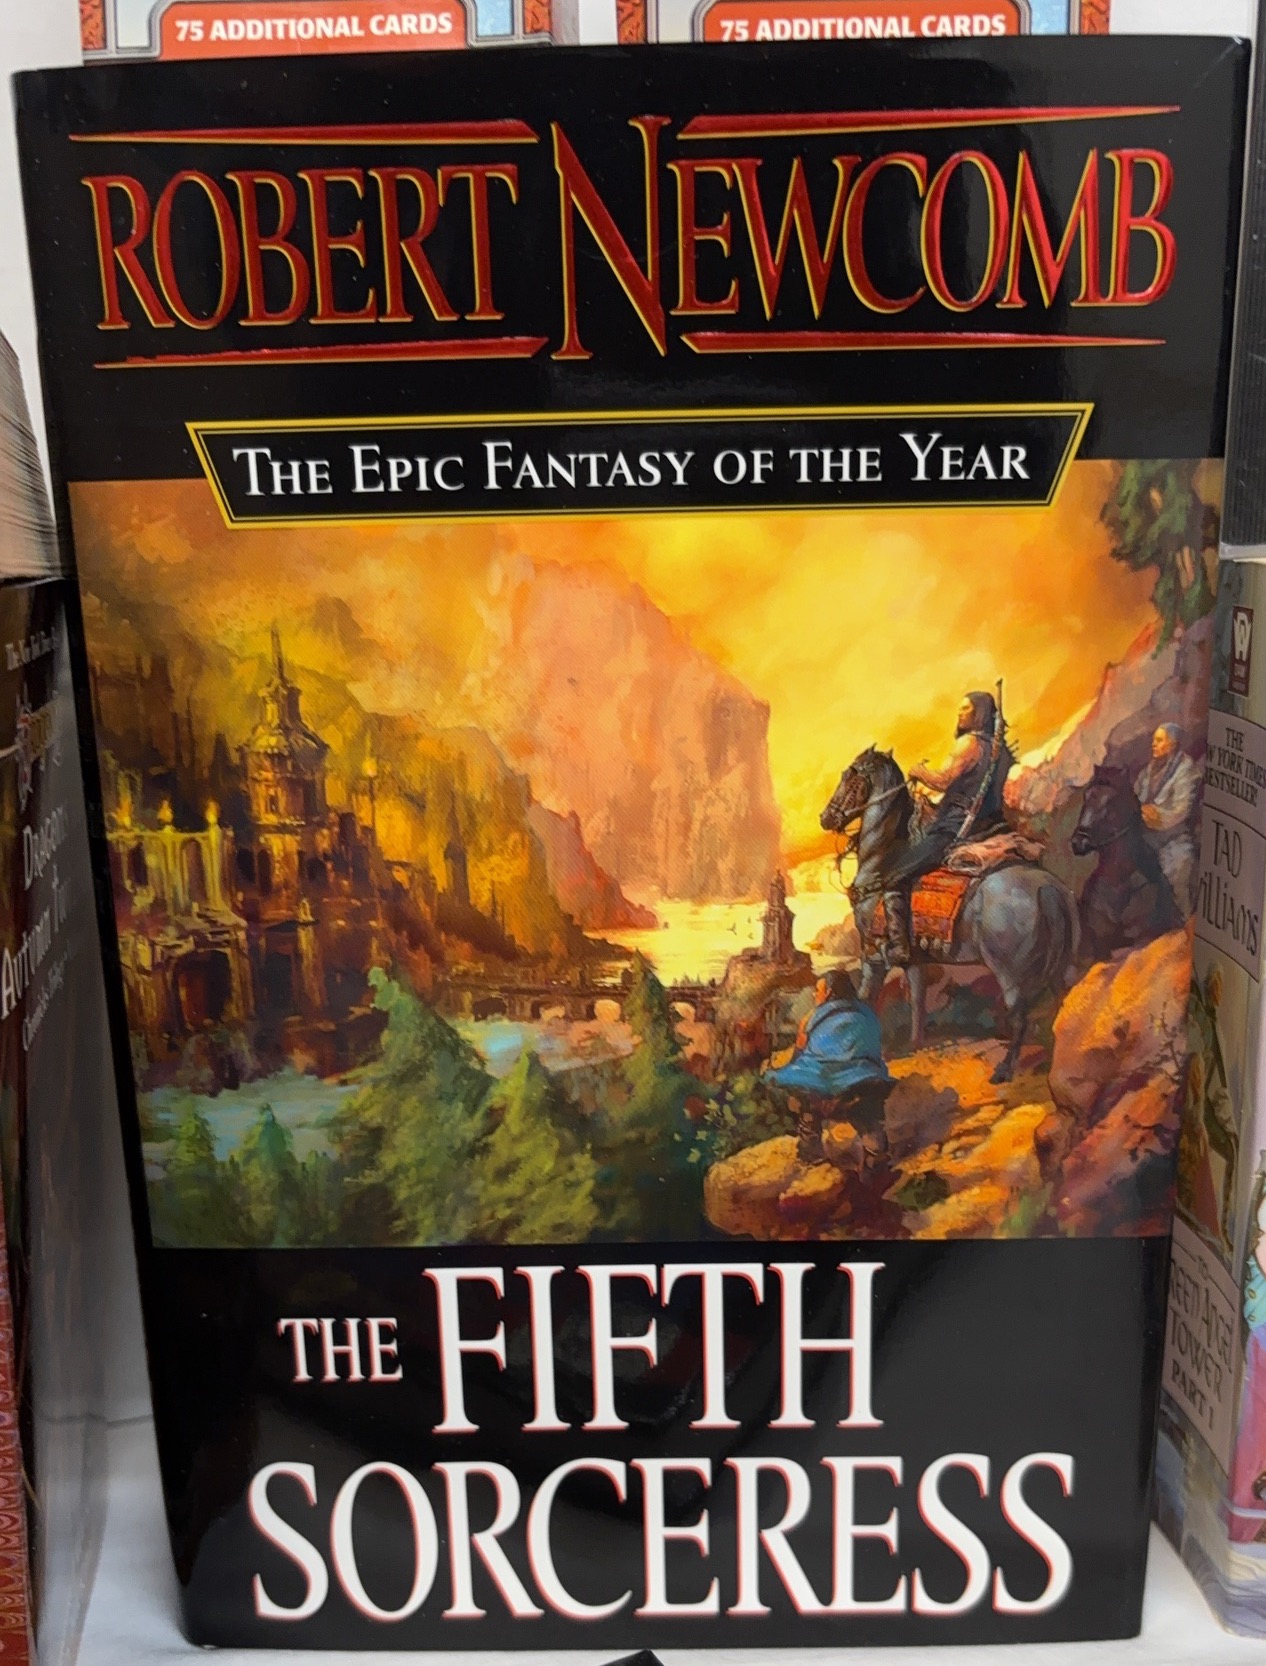 75 ADDITIONAL CARDS
75 ADDITIONAL CARDS
ROBERT NEWCOMB
THE EPIC FANTASY OF THE YEAR
THE FIFTH
SORCERESS
THE
YORK TIMES
BESTSELLER!
TAD
WILLIAMS
TOWER
PART 1